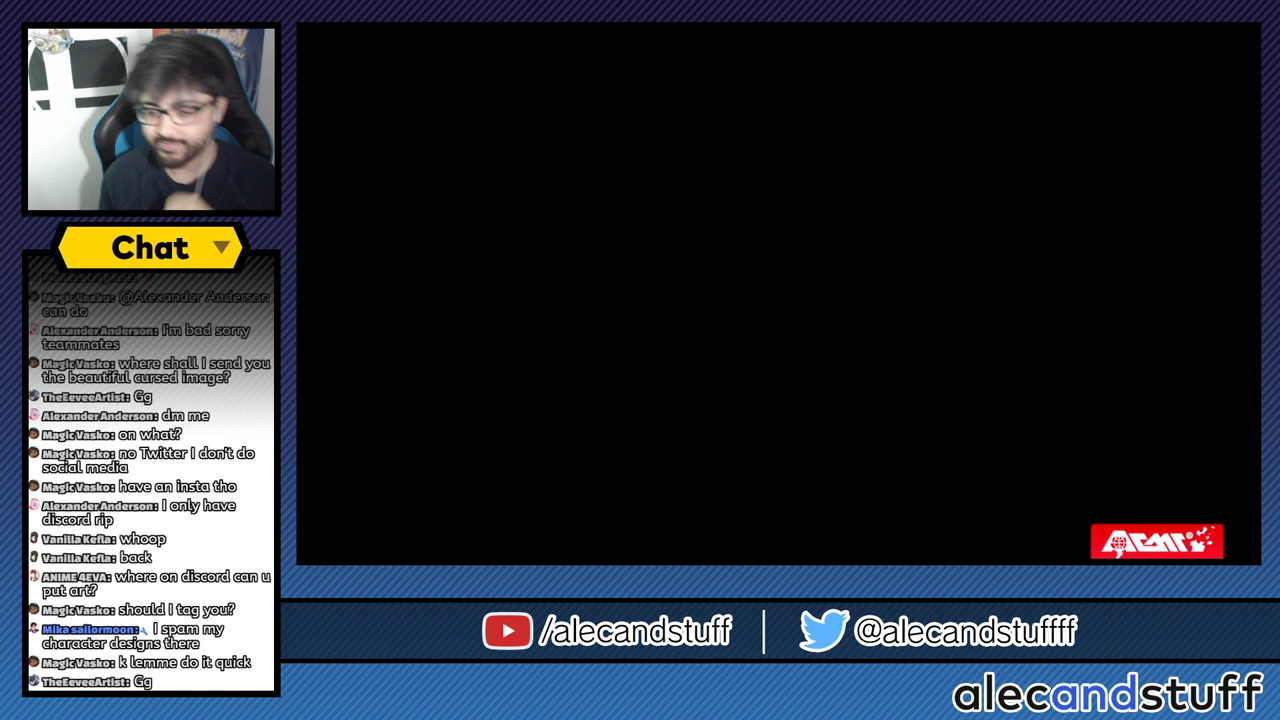 Chat
MagicVasko: @Alexander Anderson
can do
Alexander Anderson: I'm bad sorry
teammates
MagicVasko: where shall I send you
the beautiful cursed image?
TheEeveeArtist: Gg
Alexander Anderson: dm me
MagicVasko: on what?
MagicVasko: no Twitter I don't do
social media
MagicVasko: have an insta tho
Alexander Anderson: I only have
discord rip
Vanilla Kefla: whoop
Vanilla Kefla: back
ANIME 4EVA: where on discord can u
put art?
MagicVasko: should I tag you?
Mika sailormoon: I spam my
character designs there
MagicVasko: k lemme do it quick
TheEeveeArtist: Gg
/alecandstuff
@alecandstuffff
alecandstuff